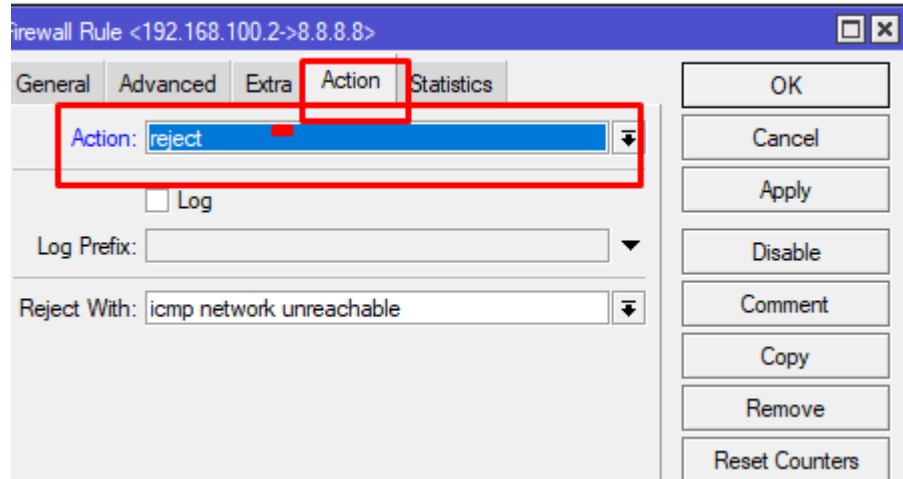 Firewall Rule <192.168.100.2->8.8.8.8>
General Advanced Extra Action Statistics
OK
Action: reject
Cancel
Log
Apply
Log Prefix:
Disable
Reject With: icmp network unreachable
Comment
Copy
Remove
Reset Counters